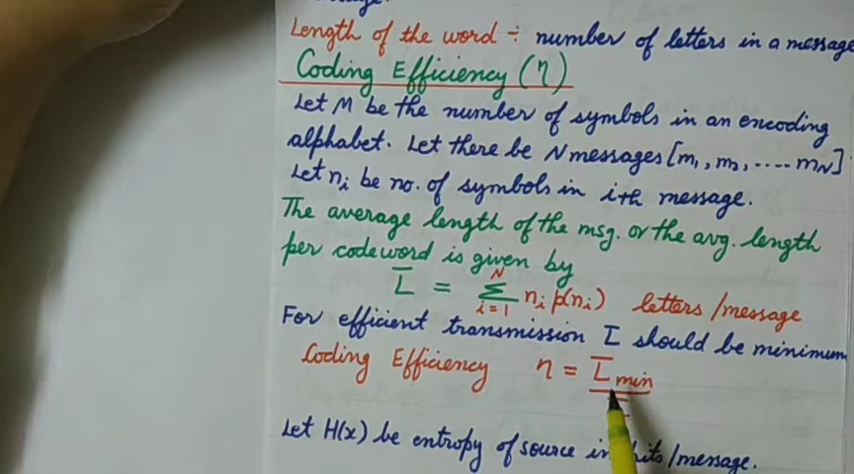 Length of the word ÷ number of letters in a message
Coding Efficiency (η)
Let M be the number of symbols in an encoding
alphabet. Let there be N messages [m₁, m₂, ..... mN]
Let nᵢ be no. of symbols in ith message.
The average length of the msg. or the avg. length
per codeword is given by
L̄ = N Σ i=1 nᵢ p(nᵢ) letters/message
For efficient transmission L̄ should be minimum
Coding Efficiency η = L̄ min
Let H(x) be entropy of source in bits/message.